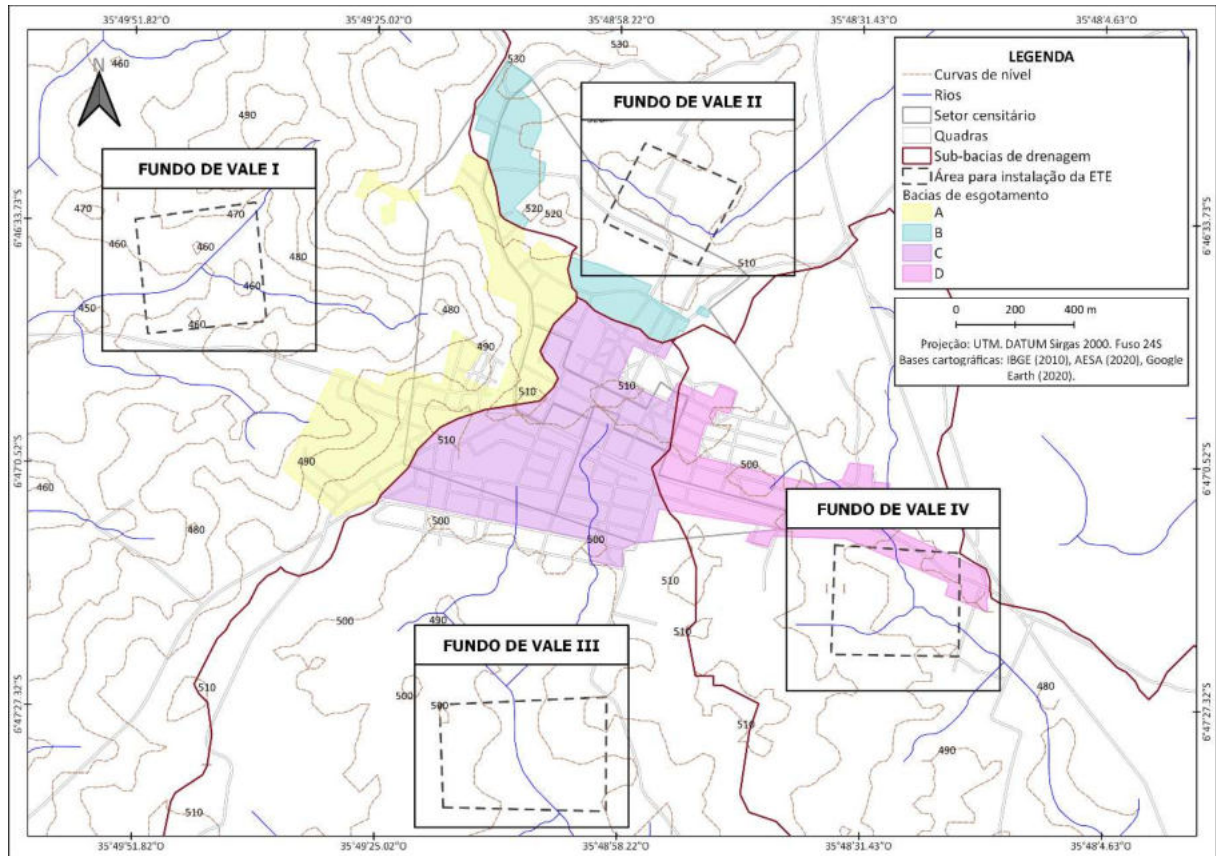 35°49'51.82"O
35°49'25.02"O
35°48'58.22"O
35°48'31.43"O
35°48'4.63"O
N
460
490
530
530
LEGENDA
Curvas de nível
Rios
Setor censitário
Quadras
Sub-bacias de drenagem
Área para instalação da ETE
Bacias de esgotamento
A
B
C
D
0 200 400 m
Projeção: UTM. DATUM Sirgas 2000. Fuso 24S
Bases cartográficas: IBGE (2010), AESA (2020), Google
Earth (2020).
FUNDO DE VALE II
FUNDO DE VALE I
6°46'33.73"S
6°46'33.73"S
470
470
460
460
480
460
450
460
520
520
510
480
490
510
510
510
490
460
480
500
500
500
6°47'0.52"S
6°47'0.52"S
FUNDO DE VALE IV
510
510
500
490
FUNDO DE VALE III
500
500
510
510
510
480
490
6°47'27.32"S
6°47'27.32"S
35°49'51.82"O
35°49'25.02"O
35°48'58.22"O
35°48'31.43"O
35°48'4.63"O